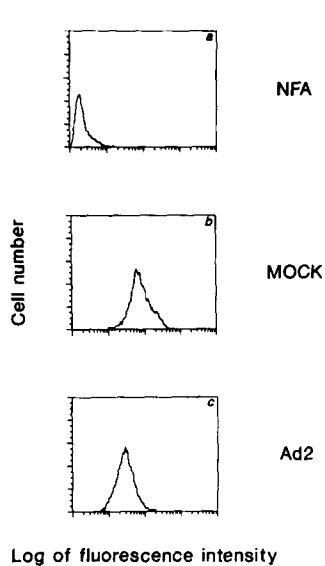 a
NFA
b
MOCK
Cell number
c
Ad2
Log of fluorescence intensity